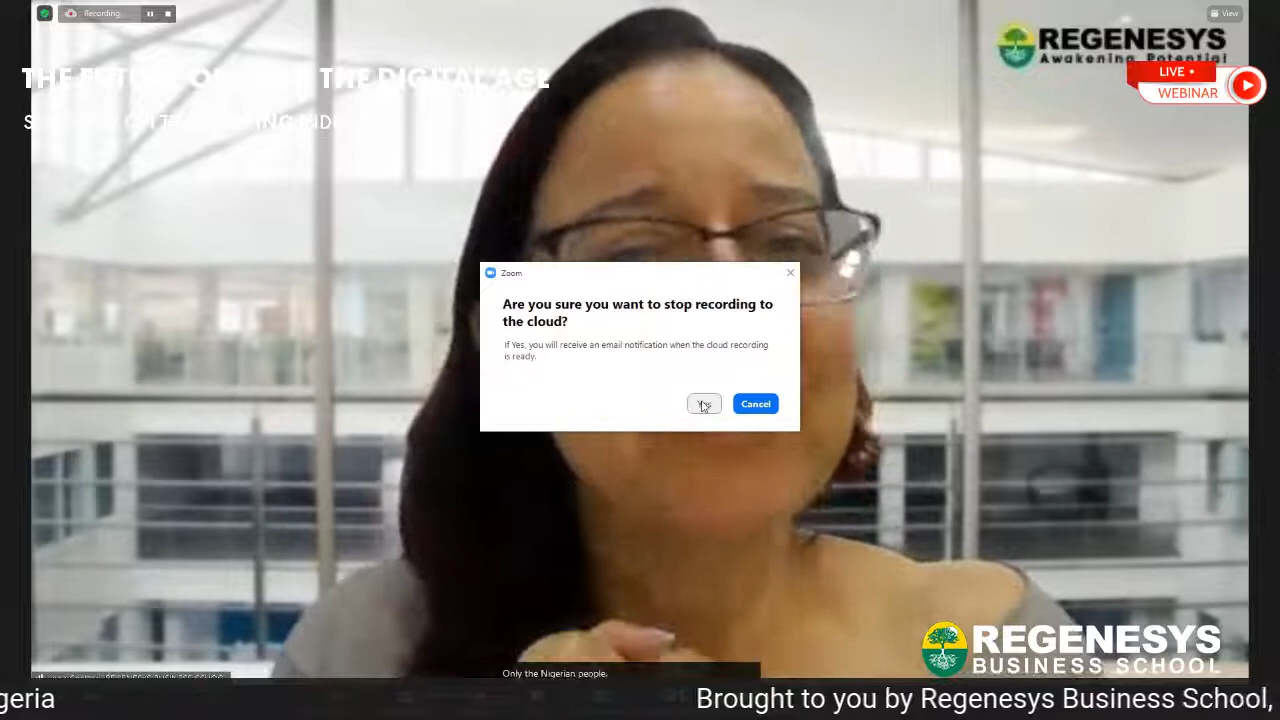 Recording
View
REGENESYS
Awakening Potential
LIVE •
WEBINAR
THE FUTURE OF THE DIGITAL AGE
Zoom
Are you sure you want to stop recording to
the cloud?
If Yes, you will receive an email notification when the cloud recording
is ready.
Cancel
REGENESYS
BUSINESS SCHOOL
Only the Nigerian people.
geria
Brought to you by Regenesys Business School,